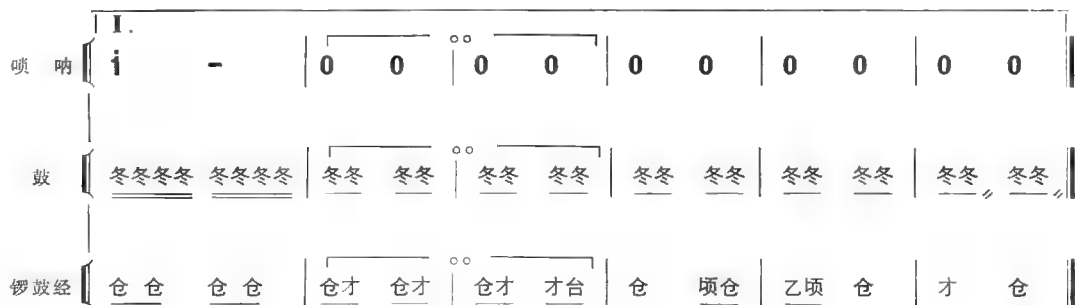 I.
唢 呐 i - | 0 0 | 0 0 | 0 0 | 0 0 | 0 0
鼓 冬冬冬冬 冬冬冬冬 | 冬冬 冬冬 | 冬冬 冬冬 | 冬冬 冬冬 | 冬冬 冬冬 | 冬冬 冬冬
锣鼓经 仓 仓 仓 仓 | 仓才 仓才 | 仓才 才台 | 仓 顷仓 | 乙顷 仓 | 才 仓